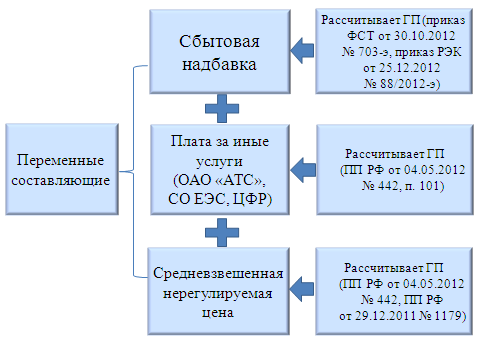 Сбытовая
надбавка
Рассчитывает ГП (приказ
ФСТ от 30.10.2012
№ 703-э, приказ РЭК
от 25.12.2012
№ 88/2012-э)
Переменные
составляющие
Плата за иные
услуги
(ОАО «АТС»,
СО ЕЭС, ЦФР)
Рассчитывает ГП
(ПП РФ от 04.05.2012
№ 442, п. 101)
Средневзвешенная
нерегулируемая
цена
Рассчитывает ГП
(ПП РФ от 04.05.2012
№ 442, ПП РФ
от 29.12.2011 № 1179)